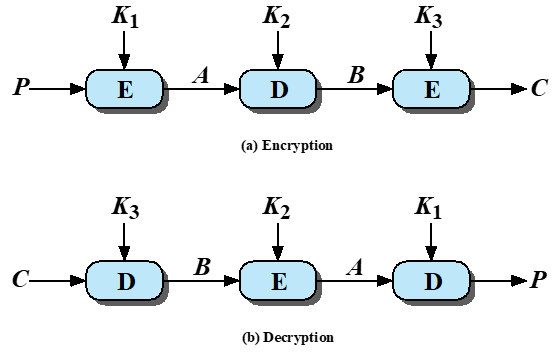 K1 K2 K3
P E A D B E C
(a) Encryption
K3 K2 K1
C D B E A D P
(b) Decryption